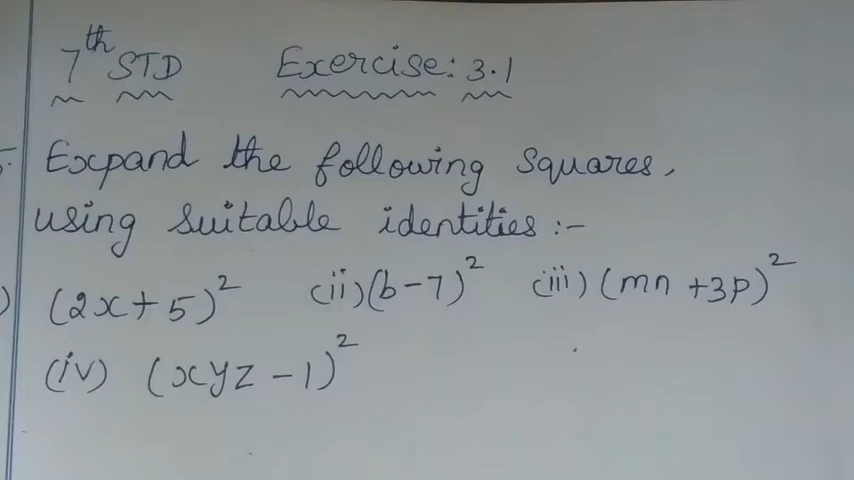 7th STD Exercise: 3.1
Expand the following squares,
using suitable identities :-
) (2x + 5)² (ii) (b - 7)² (iii) (mn + 3p)²
(iv) (xyz - 1)²